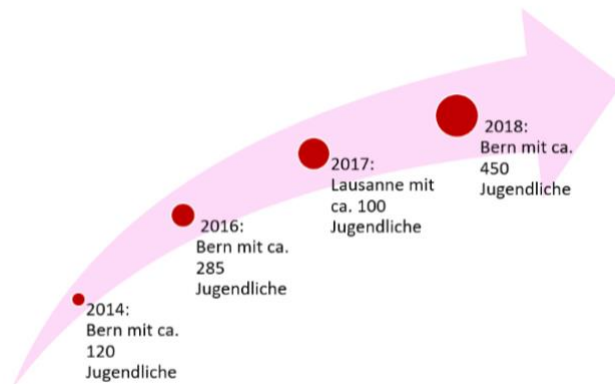 2014:
Bern mit ca.
120
Jugendliche
2016:
Bern mit ca.
285
Jugendliche
2017:
Lausanne mit
ca. 100
Jugendliche
2018:
Bern mit ca.
450
Jugendliche